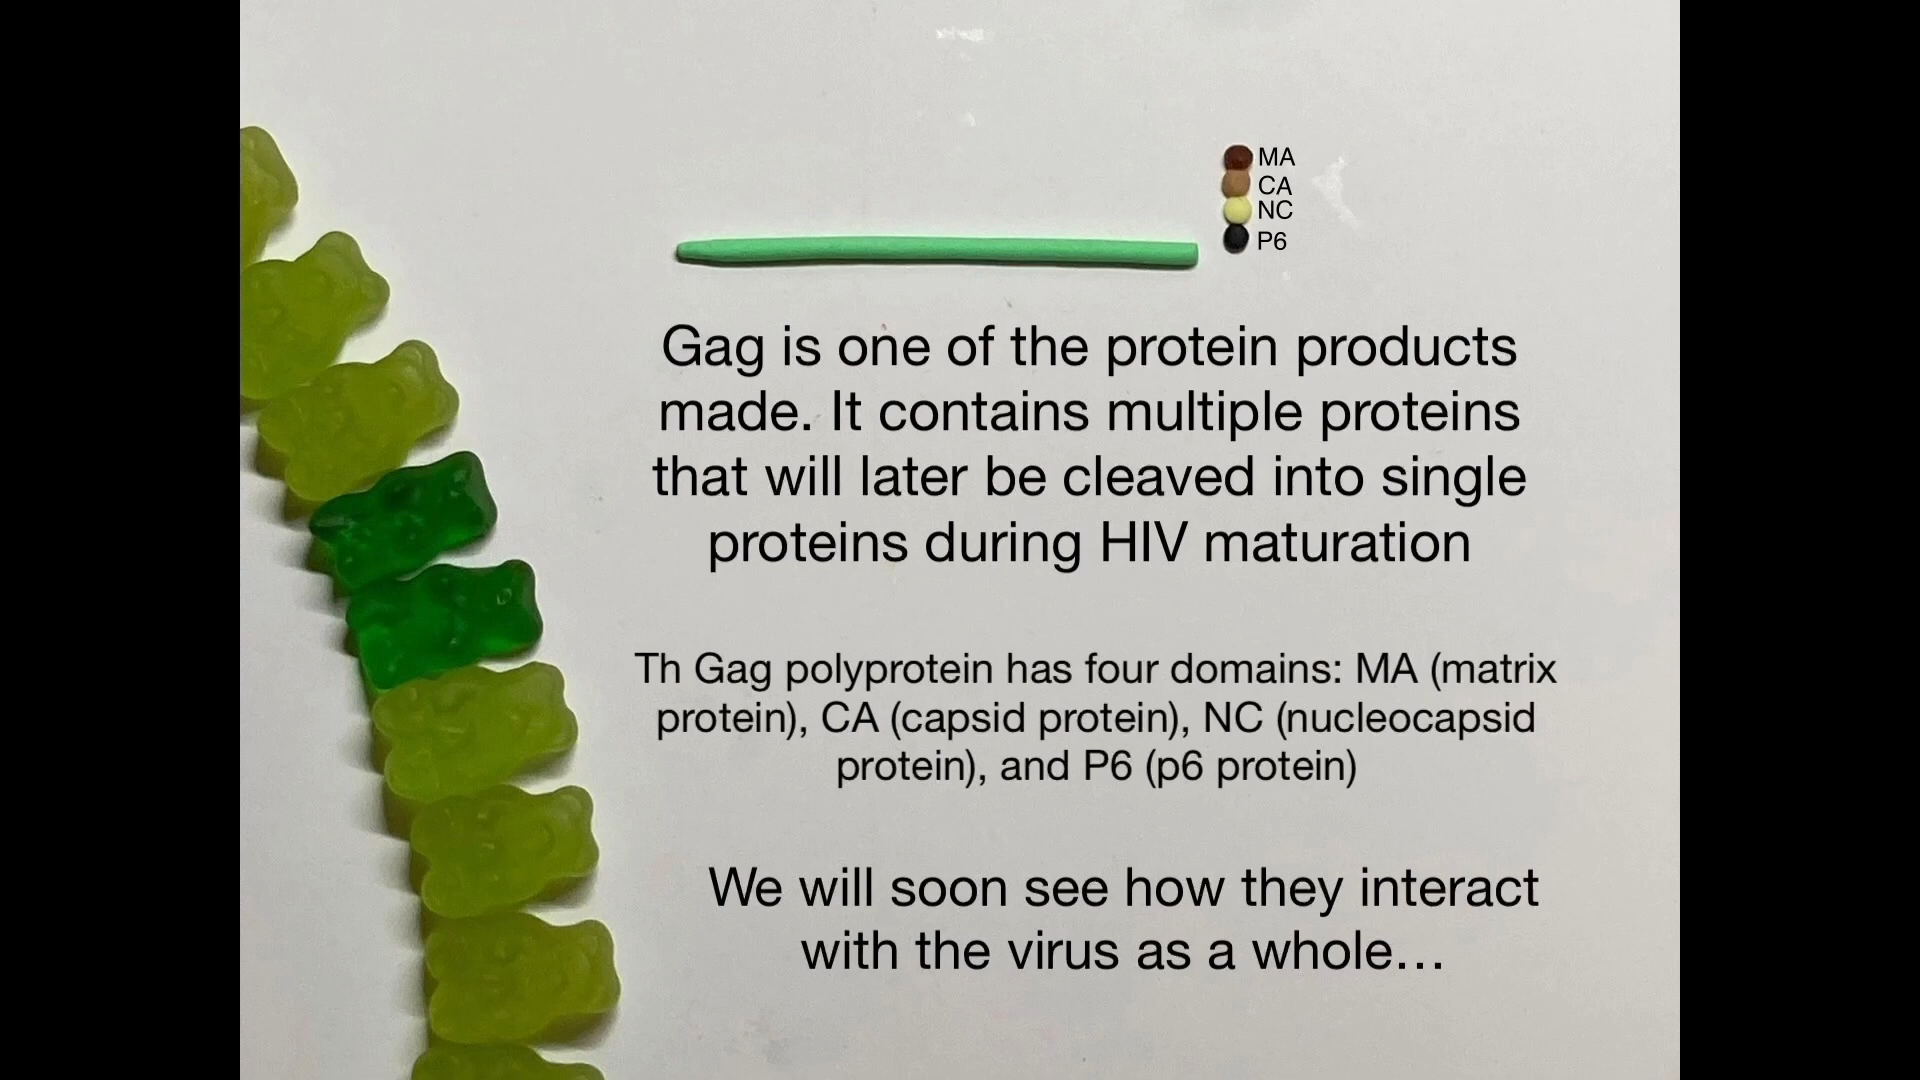 MA
CA
NC
P6
Gag is one of the protein products
made. It contains multiple proteins
that will later be cleaved into single
proteins during HIV maturation
Th Gag polyprotein has four domains: MA (matrix
protein), CA (capsid protein), NC (nucleocapsid
protein), and P6 (p6 protein)
We will soon see how they interact
with the virus as a whole…